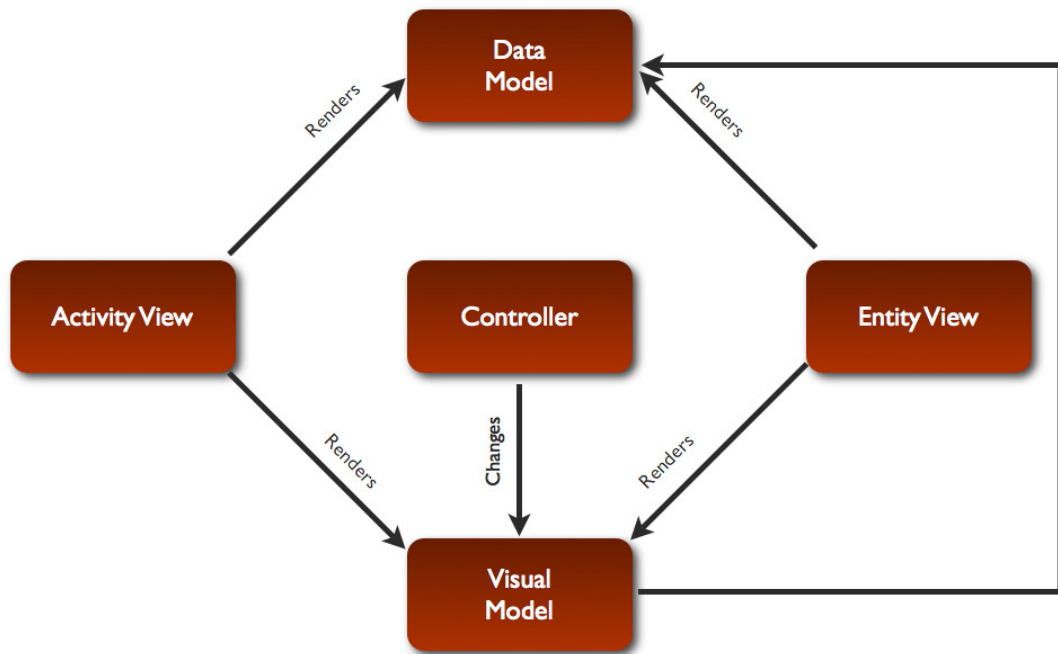 Data
Model
Renders
Renders
Activity View
Controller
Entity View
Renders
Changes
Renders
Visual
Model